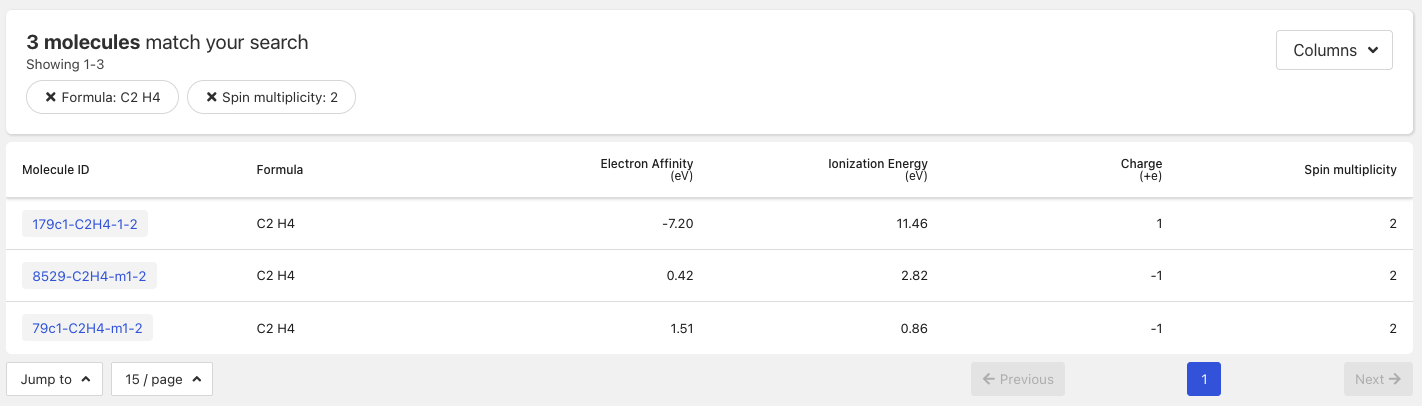 3 molecules match your search
Showing 1-3
Columns
Formula: C2 H4 Spin multiplicity: 2
Molecule ID Formula Electron Affinity (eV) Ionization Energy (eV) Charge (+e) Spin multiplicity
179c1-C2H4-1-2 C2 H4 -7.20 11.46 1 2
8529-C2H4-m1-2 C2 H4 0.42 2.82 -1 2
79c1-C2H4-m1-2 C2 H4 1.51 0.86 -1 2
Jump to 15 / page Previous 1 Next